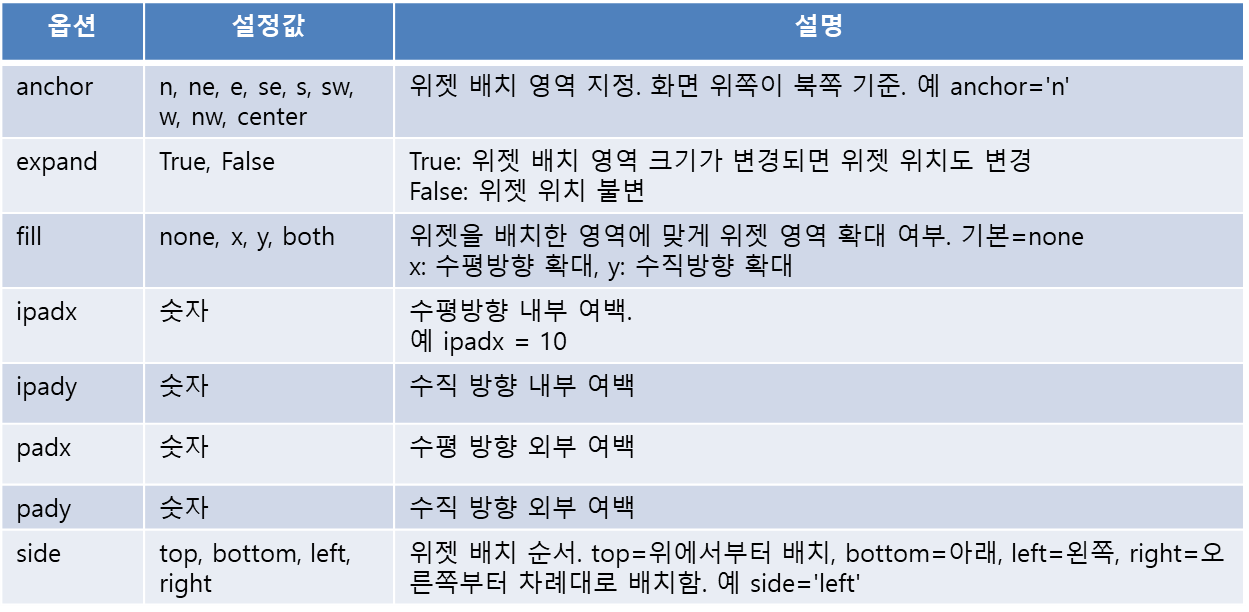 옵션 설정값 설명
anchor n, ne, e, se, s, sw, 위젯 배치 영역 지정. 화면 위쪽이 북쪽 기준. 예 anchor='n'
w, nw, center
expand True, False True: 위젯 배치 영역 크기가 변경되면 위젯 위치도 변경
False: 위젯 위치 불변
fill none, x, y, both 위젯을 배치한 영역에 맞게 위젯 영역 확대 여부. 기본=none
x: 수평방향 확대, y: 수직방향 확대
ipadx 숫자 수평방향 내부 여백.
예 ipadx = 10
ipady 숫자 수직 방향 내부 여백
padx 숫자 수평 방향 외부 여백
pady 숫자 수직 방향 외부 여백
side top, bottom, left, 위젯 배치 순서. top=위에서부터 배치, bottom=아래, left=왼쪽, right=오
right 른쪽부터 차례대로 배치함. 예 side='left'